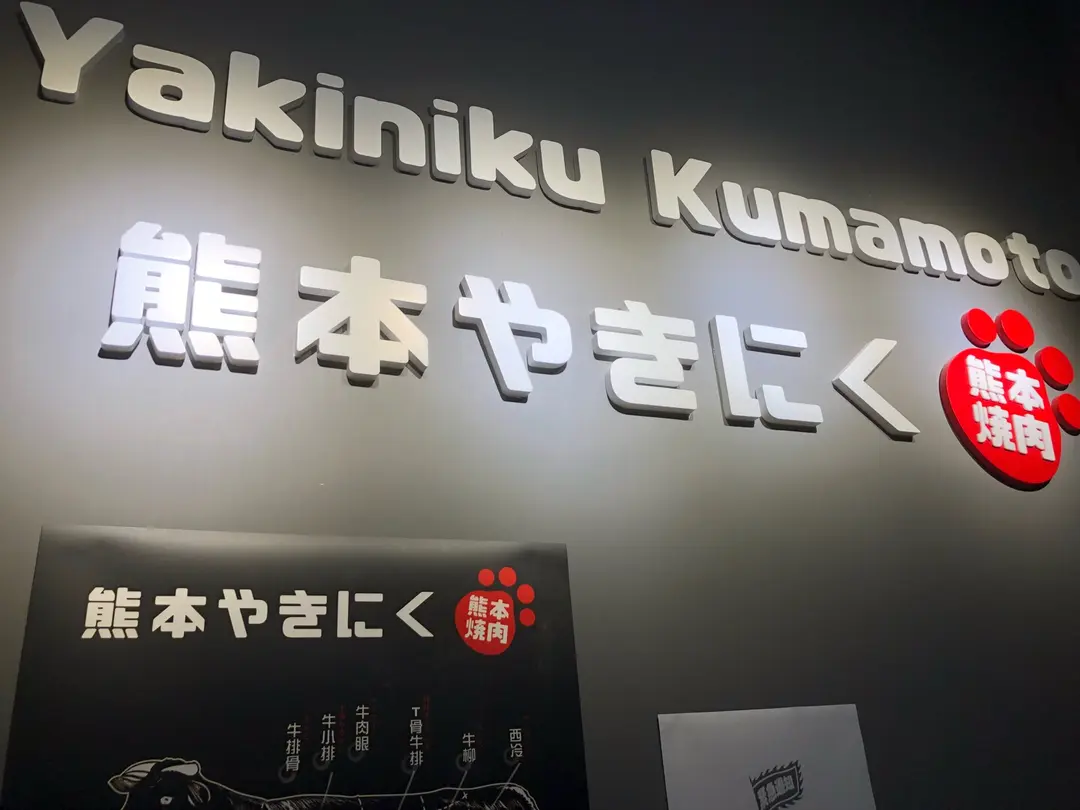 Yakiniku Kumamoto
熊本やきにく
熊本
焼肉
熊本やきにく
熊本
焼肉
牛排骨
牛小排
牛肉眼
T骨牛排
牛柳
西冷